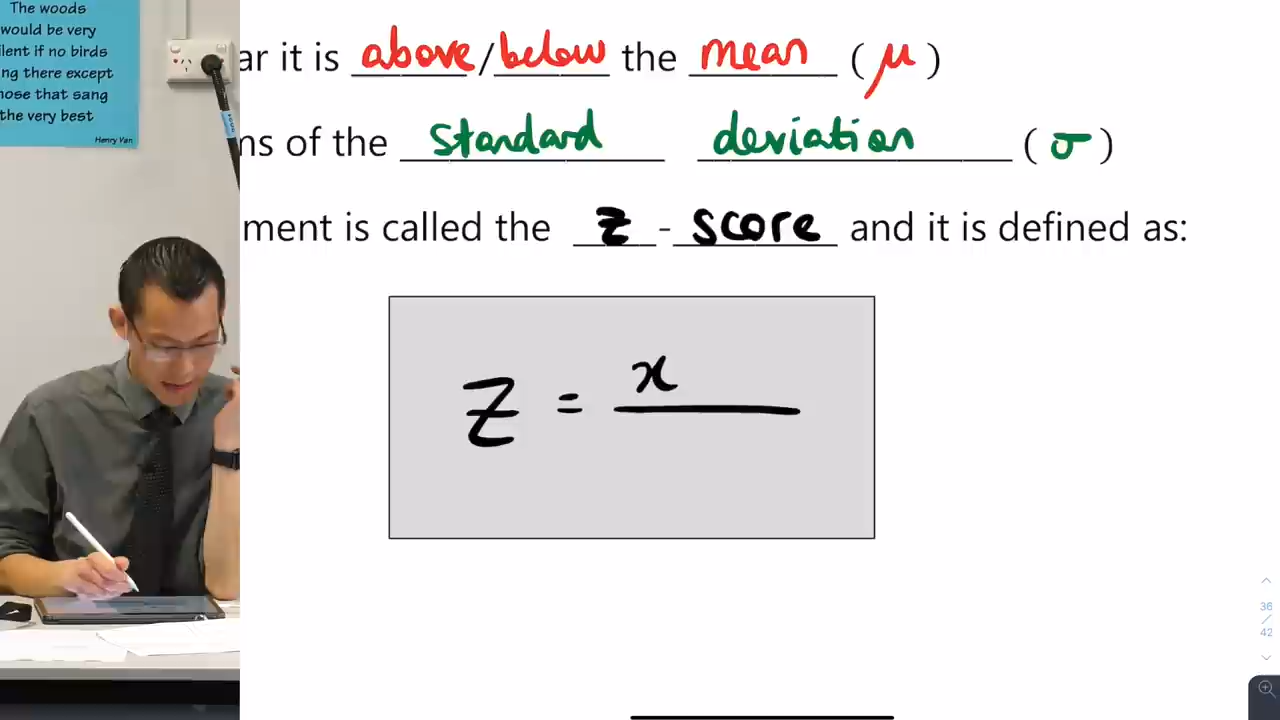 The woods
would be very
ilent if no birds
ng there except
hose that sang
the very best
Henry Van
ar it is above/below the mean (μ)
ns of the standard deviation (σ)
ment is called the z-score and it is defined as:
z = x
36
/
42